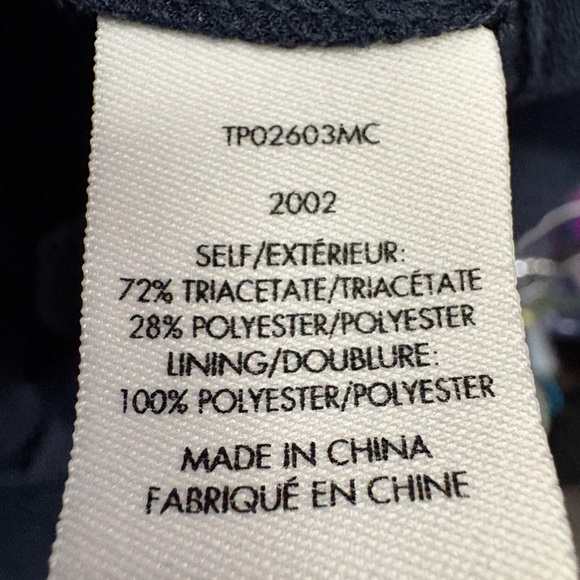 TP02603MC
2002
SELF/EXTÉRIEUR:
72% TRIACETATE/TRIACÉTATE
28% POLYESTER/POLYESTER
LINING/DOUBLURE:
100% POLYESTER/POLYESTER
MADE IN CHINA
FABRIQUÉ EN CHINE